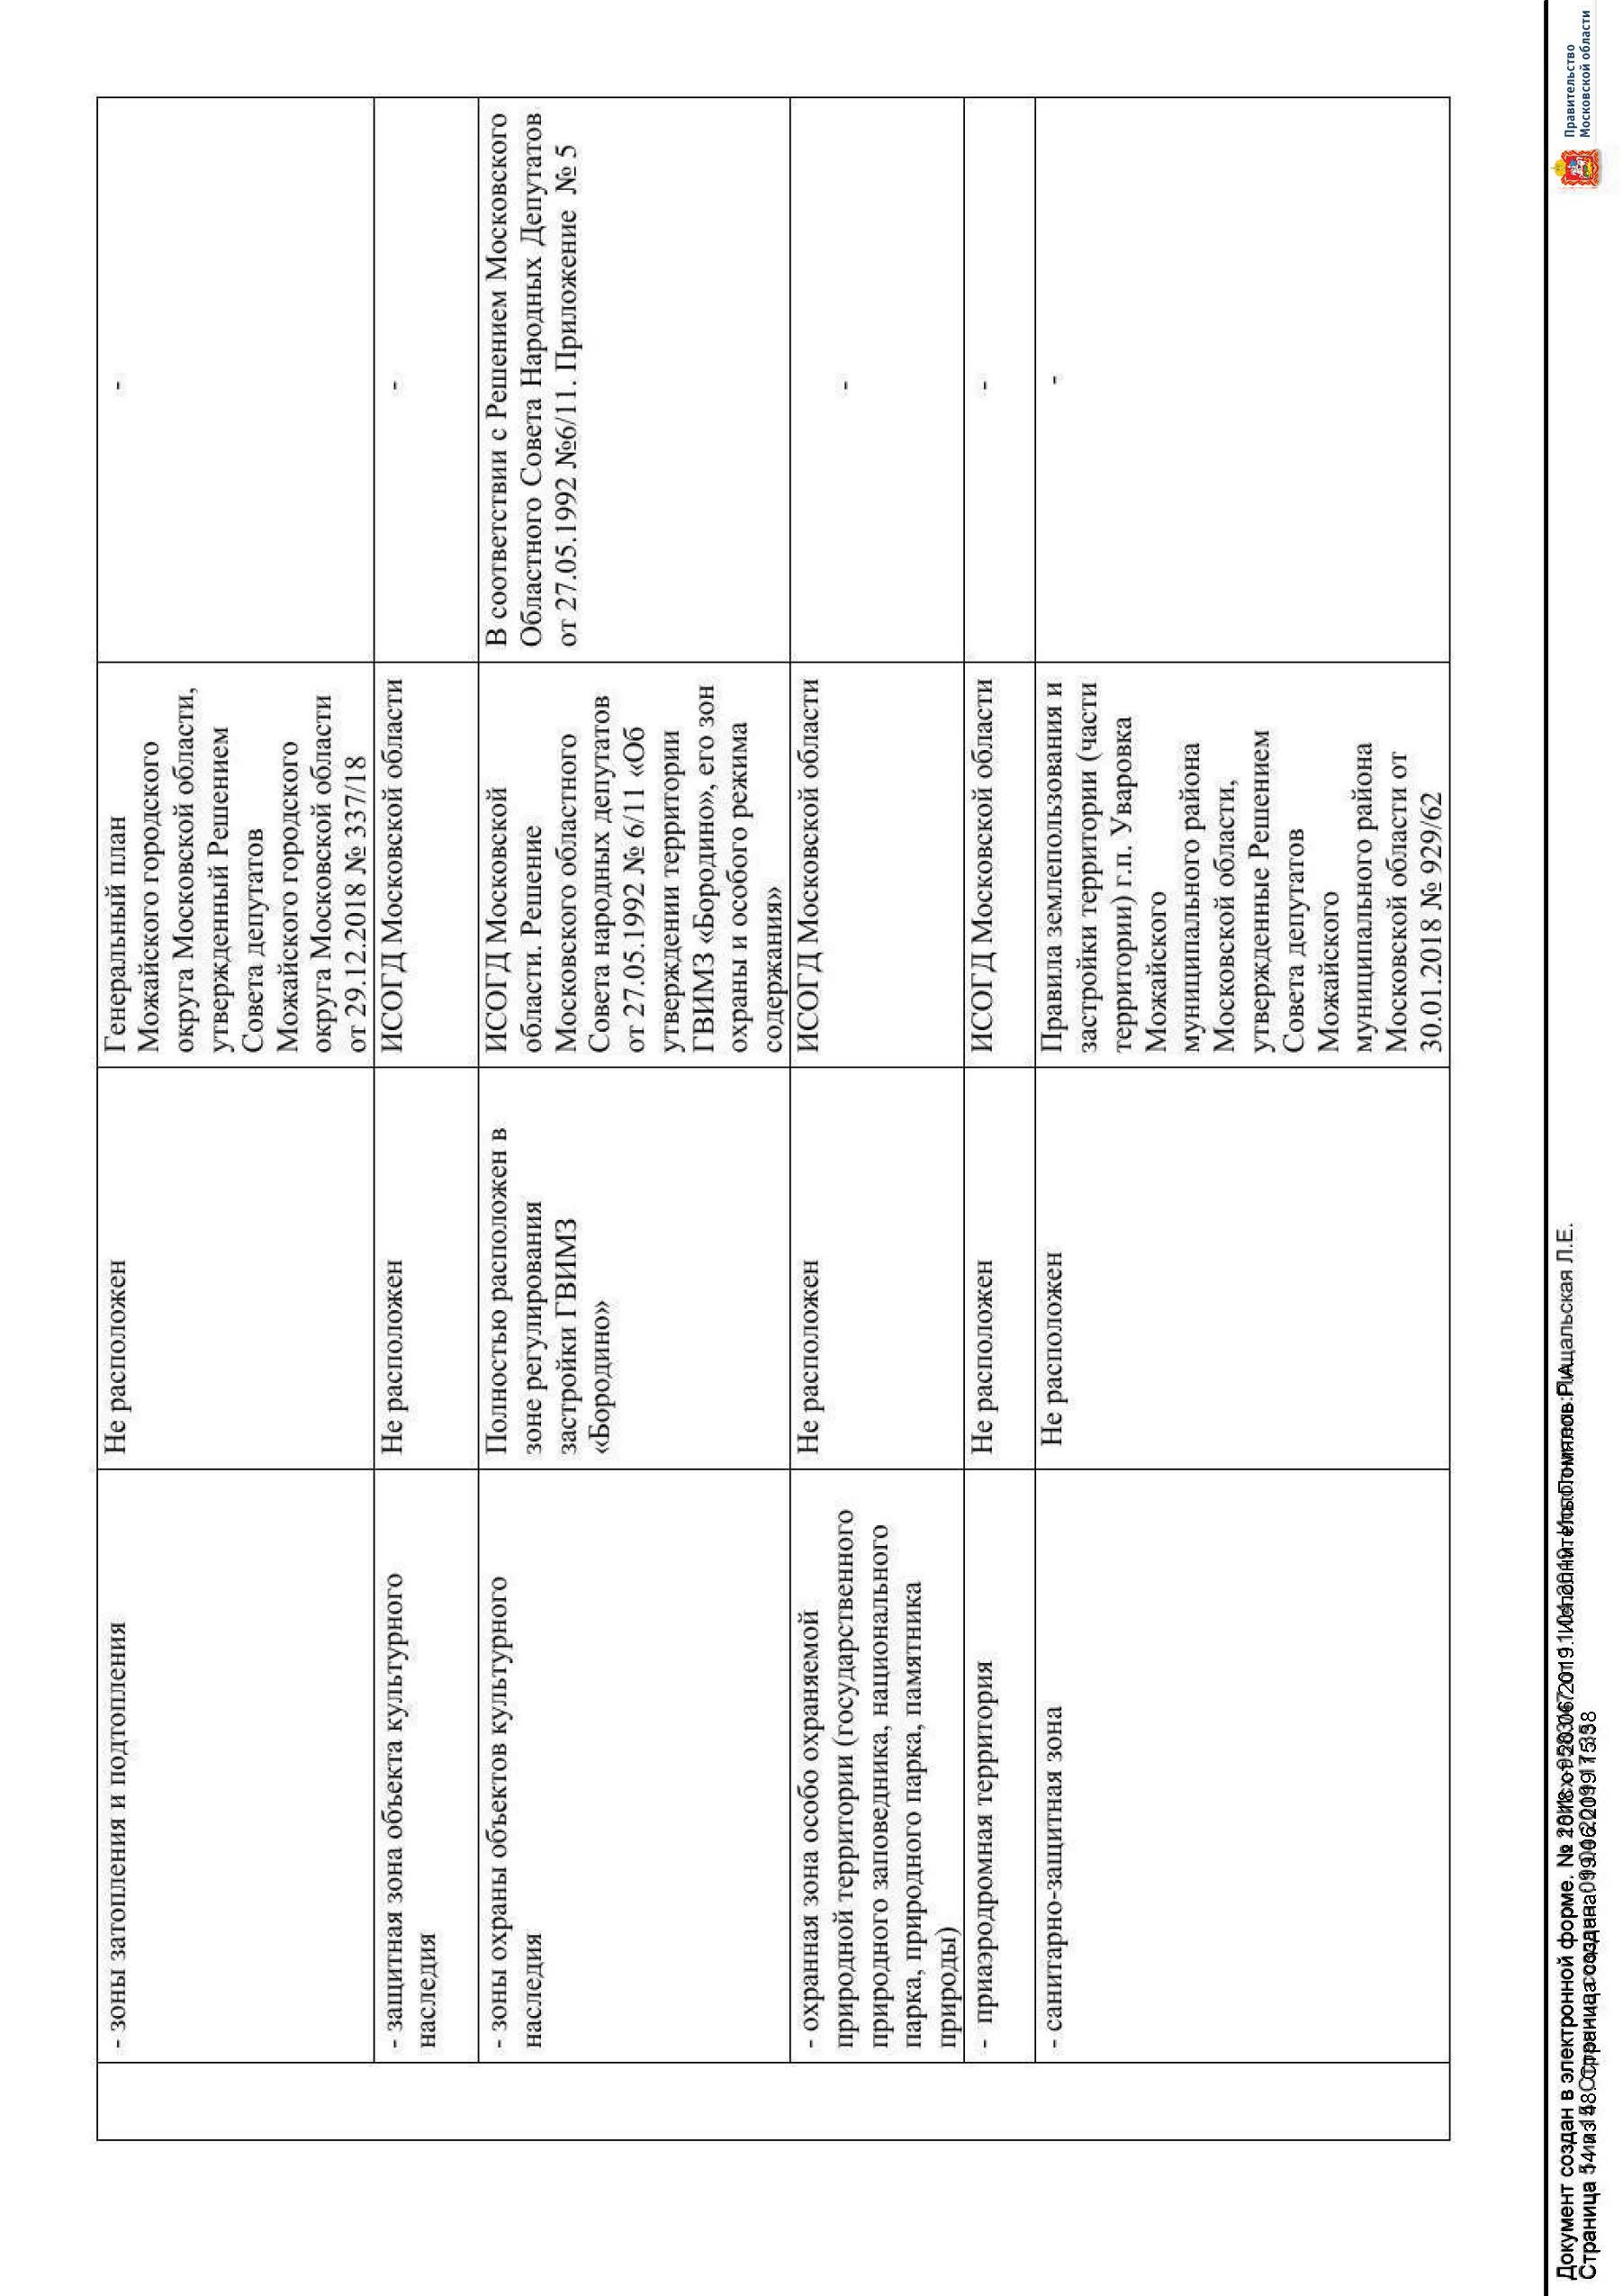 - зоны затопления и подтопления
Не расположен
Генеральный план
Можайского городского
округа Московской области,
утвержденный Решением
Совета депутатов
Можайского городского
округа Московской области
от 29.12.2018 № 337/18
-
- защитная зона объекта культурного
наследия
Не расположен
ИСОГД Московской области
-
- зоны охраны объектов культурного
наследия
Полностью расположен в
зоне регулирования
застройки ГВИМЗ
«Бородино»
ИСОГД Московской
области. Решение
Московского областного
Совета народных депутатов
от 27.05.1992 № 6/11 «Об
утверждении территории
ГВИМЗ «Бородино», его зон
охраны и особого режима
содержания»
В соответствии с Решением Московского
Областного Совета Народных Депутатов
от 27.05.1992 №6/11. Приложение № 5
- охранная зона особо охраняемой
природной территории (государственного
природного заповедника, национального
парка, природного парка, памятника
природы)
Не расположен
ИСОГД Московской области
-
- приаэродромная территория
Не расположен
ИСОГД Московской области
-
- санитарно-защитная зона
Не расположен
Правила землепользования и
застройки территории (части
территории) г.п. Уваровка
Можайского
муниципального района
Московской области,
утвержденные Решением
Совета депутатов
Можайского
муниципального района
Московской области от
30.01.2018 № 929/62
-
Документ создан в электронной форме. №
Страница
Правительство
Московской области